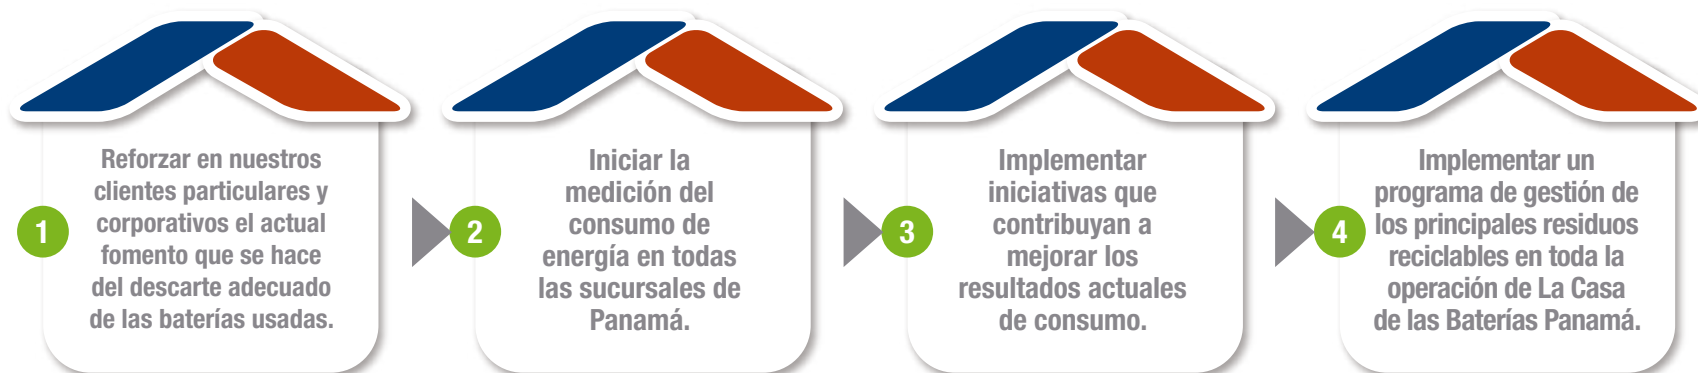 1
Reforzar en nuestros
clientes particulares y
corporativos el actual
fomento que se hace
del descarte adecuado
de las baterías usadas.
2
Iniciar la
medición del
consumo de
energía en todas
las sucursales de
Panamá.
3
Implementar
iniciativas que
contribuyan a
mejorar los
resultados actuales
de consumo.
4
Implementar un
programa de gestión de
los principales residuos
reciclables en toda la
operación de La Casa
de las Baterías Panamá.